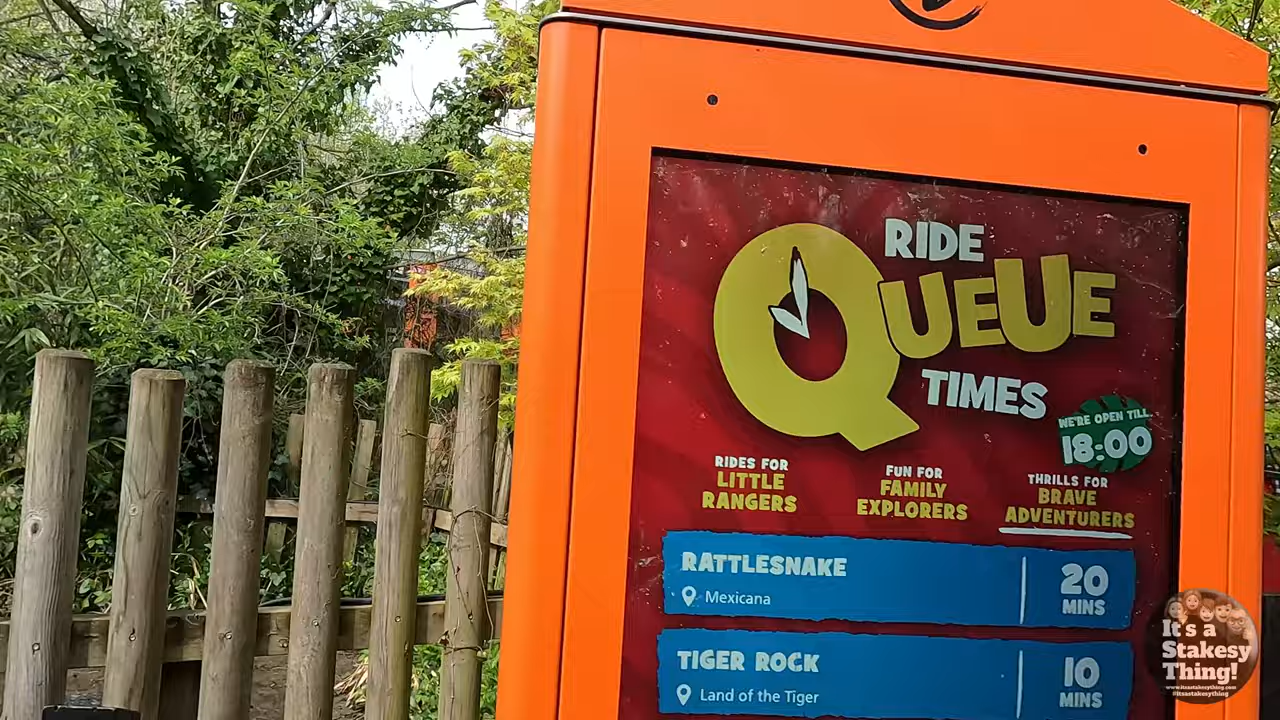 RIDE
QUEUE
TIMES
WE'RE OPEN TILL
18:00
RIDES FOR
LITTLE
RANGERS
FUN FOR
FAMILY
EXPLORERS
THRILLS FOR
BRAVE
ADVENTURERS
RATTLESNAKE
Mexicana
20
MINS
TIGER ROCK
Land of the Tiger
10
MINS
It's a
Stakesy
Thing!
www.itsastakesything.com
#itsastakesything